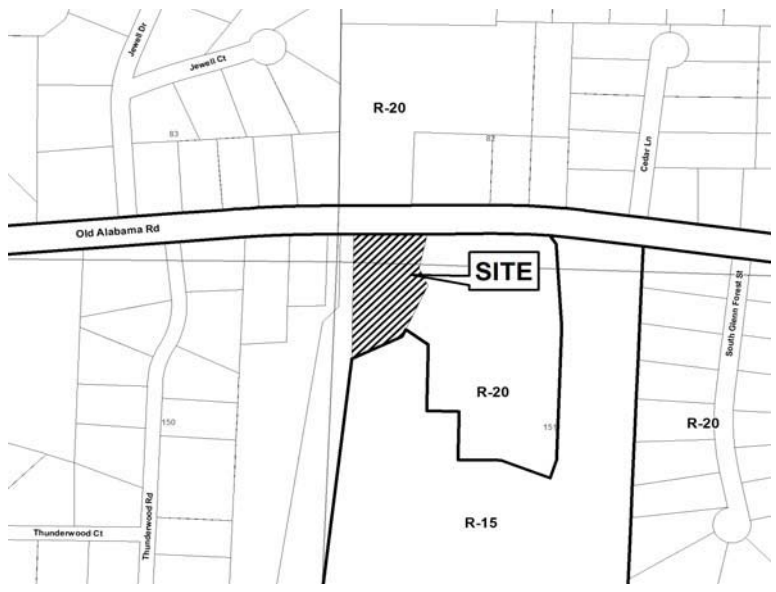 Jewell Dr
Jewell Ct
R-20
83
82
Cedar Ln
Old Alabama Rd
SITE
South Glenn Forest St
R-20
150
151
R-20
Thunderwood Rd
R-15
Thunderwood Ct